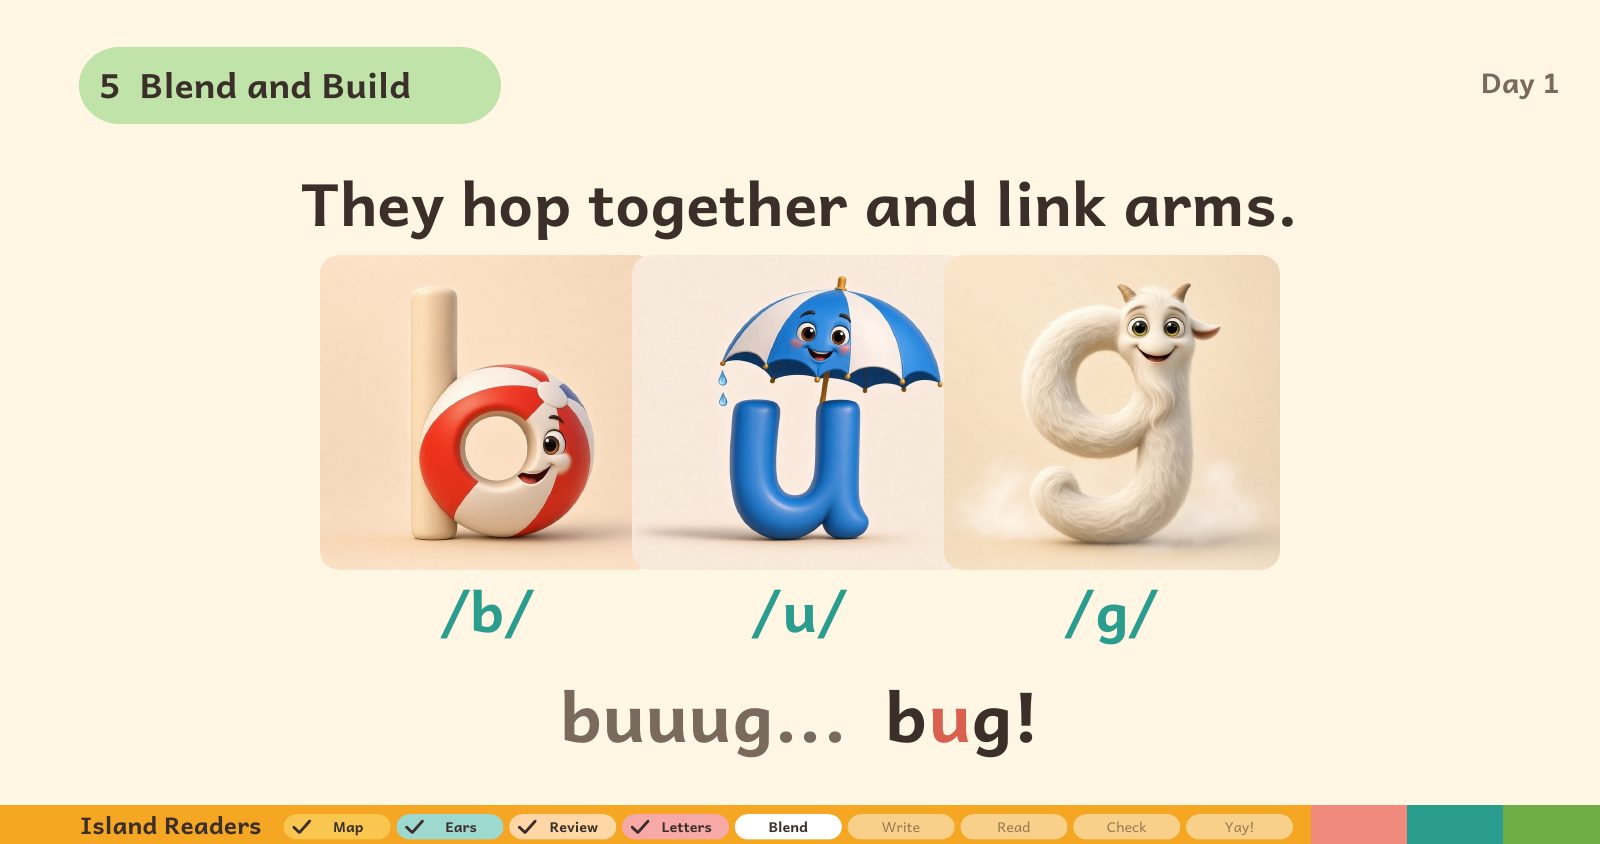 5 Blend and Build
Day 1
They hop together and link arms.
/b/ /u/ /g/
buuug... bug!
Island Readers Map Ears Review Letters Blend Write Read Check Yay!